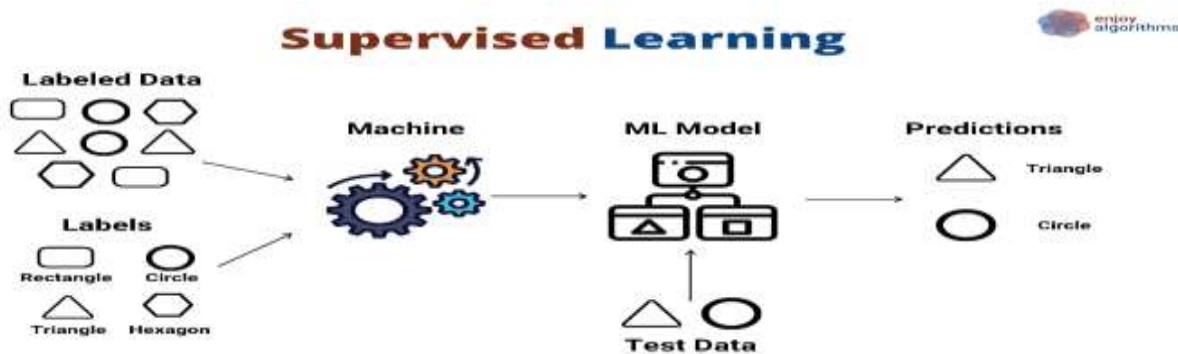 Supervised Learning
enjoy
algorithms
Labeled Data
Machine
ML Model
Predictions
Triangle
Circle
Labels
Rectangle
Circle
Triangle
Hexagon
Test Data